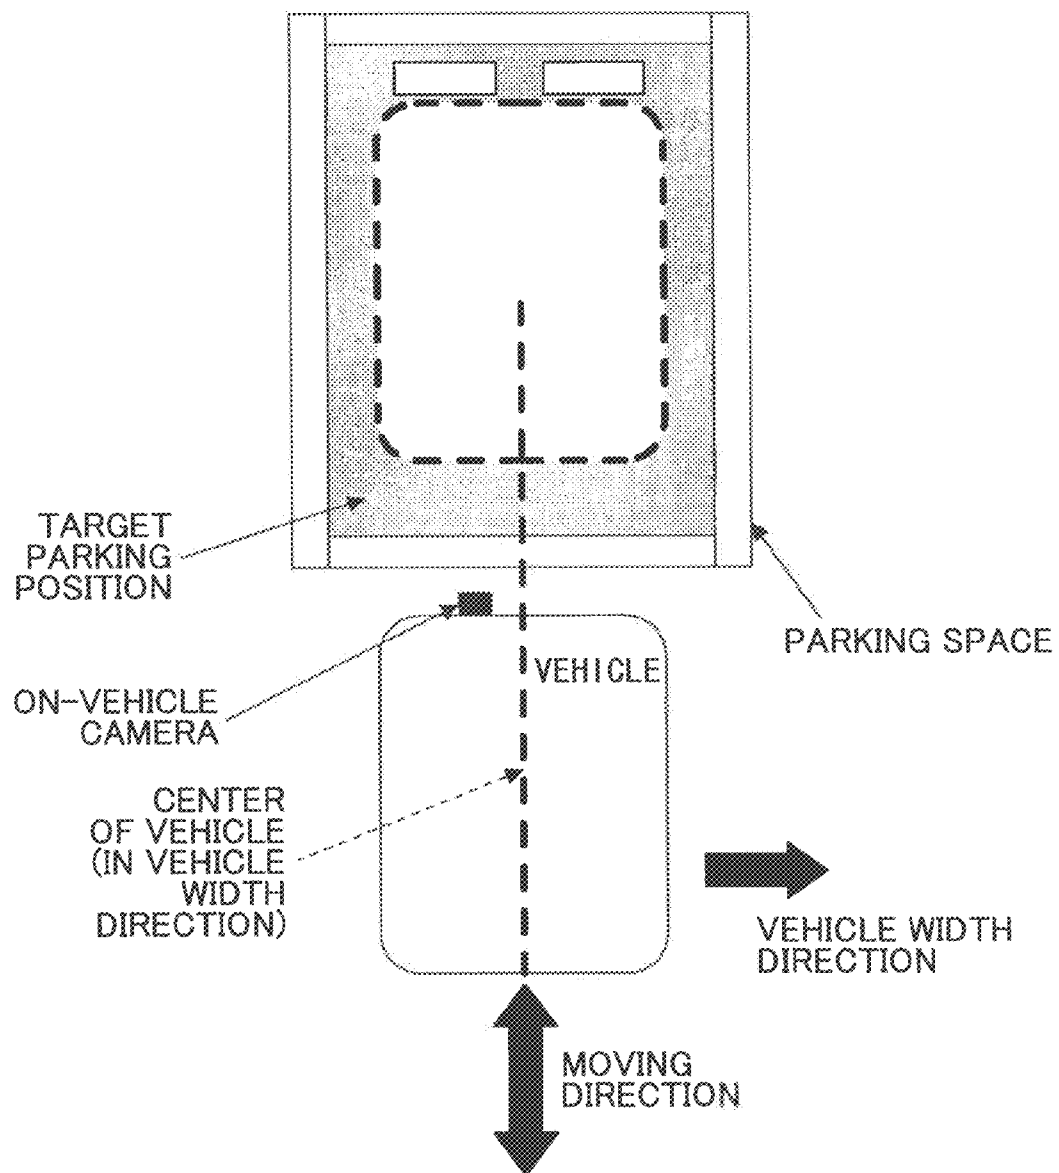 TARGET
PARKING
POSITION
PARKING SPACE
VEHICLE
ON-VEHICLE
CAMERA
CENTER
OF VEHICLE
(IN VEHICLE
WIDTH
DIRECTION)
VEHICLE WIDTH
DIRECTION
MOVING
DIRECTION